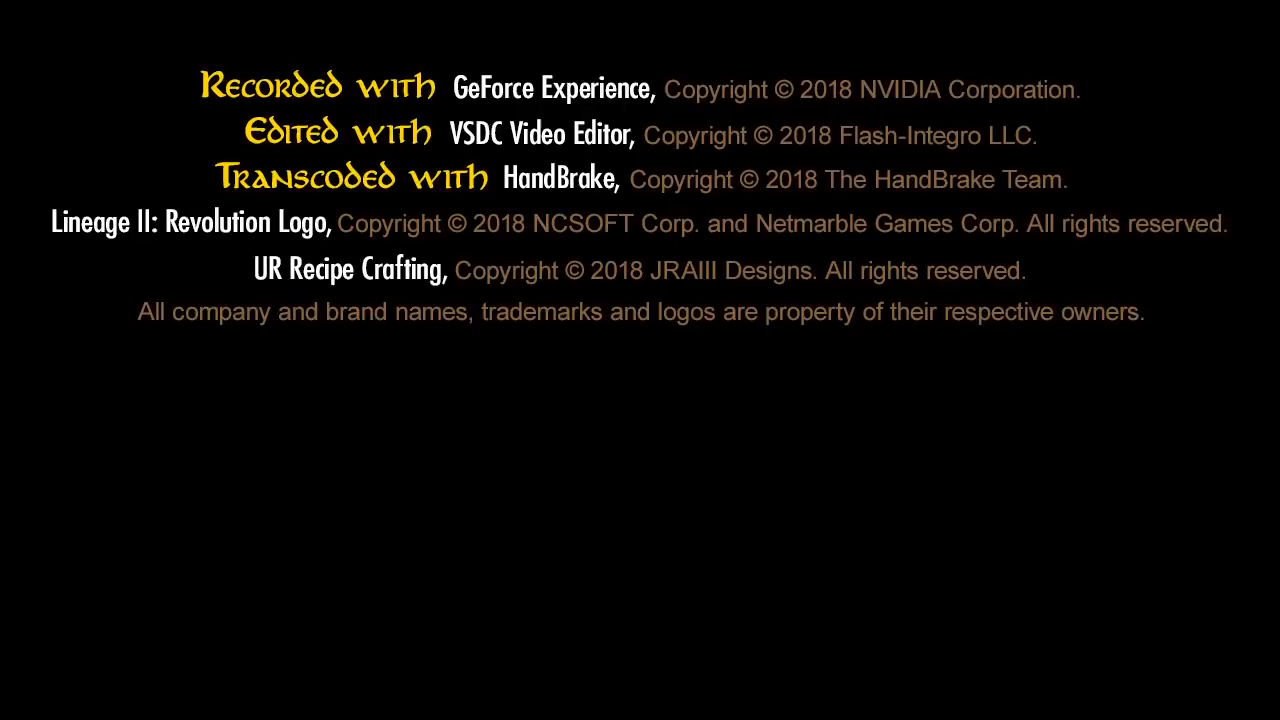 Recorded with GeForce Experience, Copyright © 2018 NVIDIA Corporation.
Edited with VSDC Video Editor, Copyright © 2018 Flash-Integro LLC.
Transcoded with HandBrake, Copyright © 2018 The HandBrake Team.
Lineage II: Revolution Logo, Copyright © 2018 NCSOFT Corp. and Netmarble Games Corp. All rights reserved.
UR Recipe Crafting, Copyright © 2018 JRAIII Designs. All rights reserved.
All company and brand names, trademarks and logos are property of their respective owners.